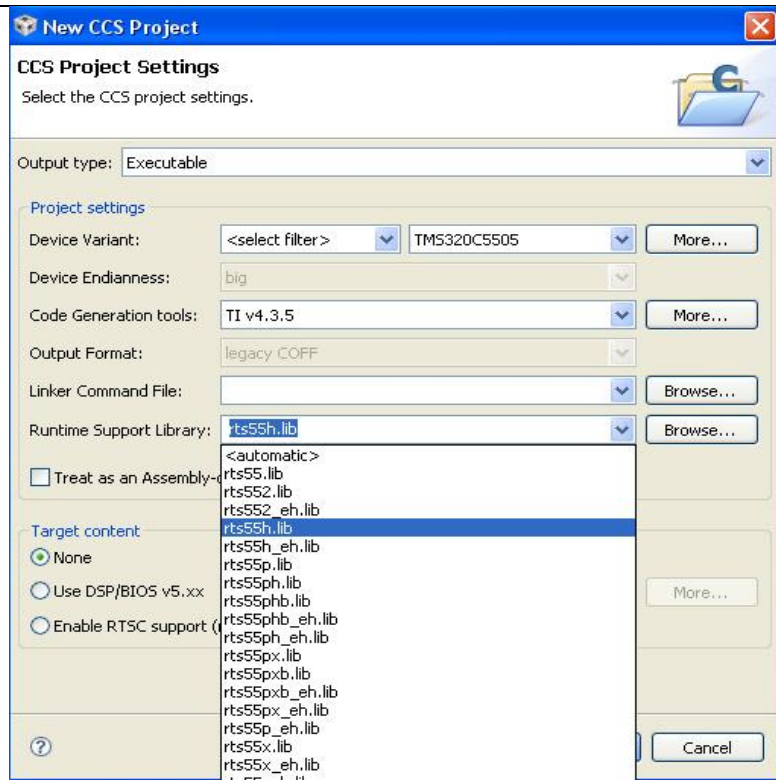 New CCS Project
CCS Project Settings
Select the CCS project settings.
Output type: Executable
Project settings
Device Variant: <select filter> TMS320C5505 More...
Device Endianness: big
Code Generation tools: TI v4.3.5 More...
Output Format: legacy COFF
Linker Command File: Browse...
Runtime Support Library: rts55h.lib Browse...
<automatic>
Treat as an Assembly-
rts55.lib
rts552.lib
rts552_eh.lib
Target content
rts55h.lib
None
rts55h_eh.lib
rts55p.lib
Use DSP/BIOS v5.xx
rts55ph.lib
More...
rts55phb.lib
Enable RTSC support
rts55phb_eh.lib
rts55ph_eh.lib
rts55px.lib
rts55pxb.lib
rts55pxb_eh.lib
rts55px_eh.lib
rts55p_eh.lib
rts55x.lib
Cancel
rts55x_eh.lib